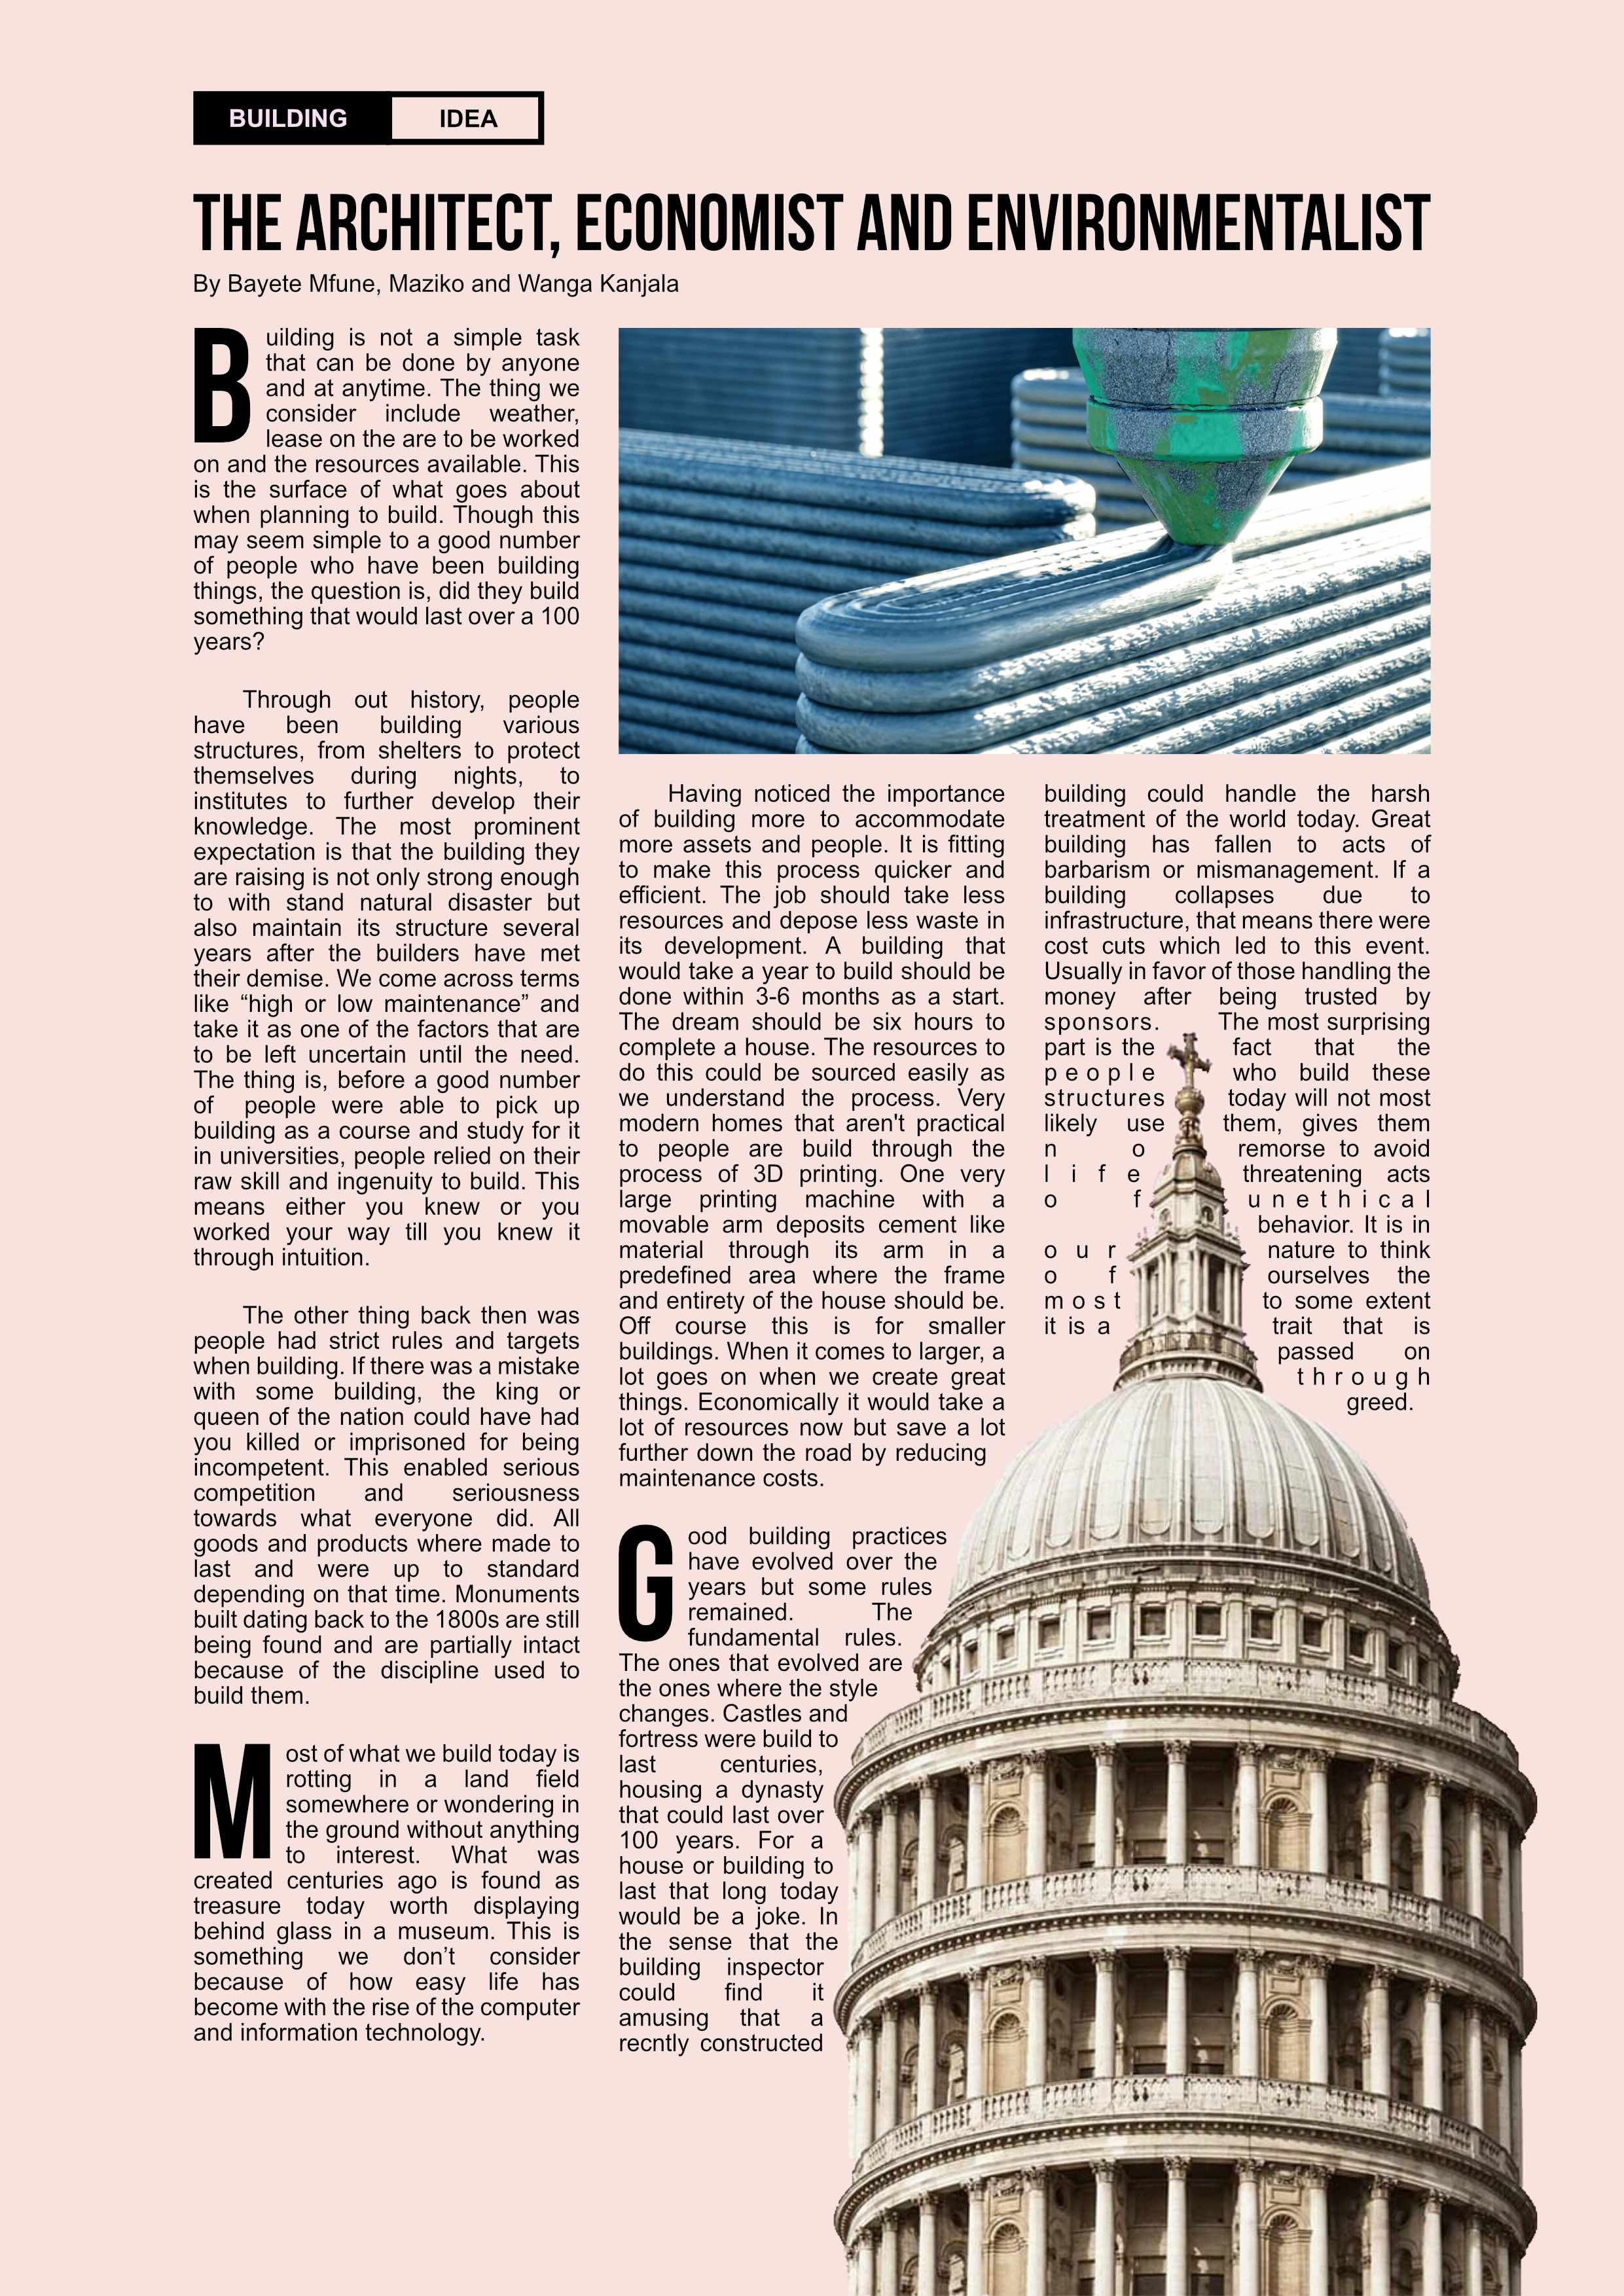 BUILDING IDEA
THE ARCHITECT, ECONOMIST AND ENVIRONMENTALIST
By Bayete Mfune, Maziko and Wanga Kanjala
Building is not a simple task
that can be done by anyone
and at anytime. The thing we
consider include weather,
lease on the are to be worked
on and the resources available. This
is the surface of what goes about
when planning to build. Though this
may seem simple to a good number
of people who have been building
things, the question is, did they build
something that would last over a 100
years?
Through out history, people
have been building various
structures, from shelters to protect
themselves during nights, to
institutes to further develop their
knowledge. The most prominent
expectation is that the building they
are raising is not only strong enough
to with stand natural disaster but
also maintain its structure several
years after the builders have met
their demise. We come across terms
like “high or low maintenance” and
take it as one of the factors that are
to be left uncertain until the need.
The thing is, before a good number
of people were able to pick up
building as a course and study for it
in universities, people relied on their
raw skill and ingenuity to build. This
means either you knew or you
worked your way till you knew it
through intuition.
The other thing back then was
people had strict rules and targets
when building. If there was a mistake
with some building, the king or
queen of the nation could have had
you killed or imprisoned for being
incompetent. This enabled serious
competition and seriousness
towards what everyone did. All
goods and products where made to
last and were up to standard
depending on that time. Monuments
built dating back to the 1800s are still
being found and are partially intact
because of the discipline used to
build them.
Most of what we build today is
rotting in a land field
somewhere or wondering in
the ground without anything
to interest. What was
created centuries ago is found as
treasure today worth displaying
behind glass in a museum. This is
something we don’t consider
because of how easy life has
become with the rise of the computer
and information technology.
Having noticed the importance
of building more to accommodate
more assets and people. It is fitting
to make this process quicker and
efficient. The job should take less
resources and depose less waste in
its development. A building that
would take a year to build should be
done within 3-6 months as a start.
The dream should be six hours to
complete a house. The resources to
do this could be sourced easily as
we understand the process. Very
modern homes that aren't practical
to people are build through the
process of 3D printing. One very
large printing machine with a
movable arm deposits cement like
material through its arm in a
predefined area where the frame
and entirety of the house should be.
Off course this is for smaller
buildings. When it comes to larger, a
lot goes on when we create great
things. Economically it would take a
lot of resources now but save a lot
further down the road by reducing
maintenance costs.
Good building practices
have evolved over the
years but some rules
remained. The
fundamental rules.
The ones that evolved are
the ones where the style
changes. Castles and
fortress were build to
last centuries,
housing a dynasty
that could last over
100 years. For a
house or building to
last that long today
would be a joke. In
the sense that the
building inspector
could find it
amusing that a
recntly constructed
building could handle the harsh
treatment of the world today. Great
building has fallen to acts of
barbarism or mismanagement. If a
building collapses due to
infrastructure, that means there were
cost cuts which led to this event.
Usually in favor of those handling the
money after being trusted by
sponsors. The most surprising
part is the fact that the
people who build these
structures today will not most
likely use them, gives them
no remorse to avoid
life threatening acts
of unethical
behavior. It is in
our nature to think
of ourselves the
most to some extent
it is a trait that is
passed on
through
greed.